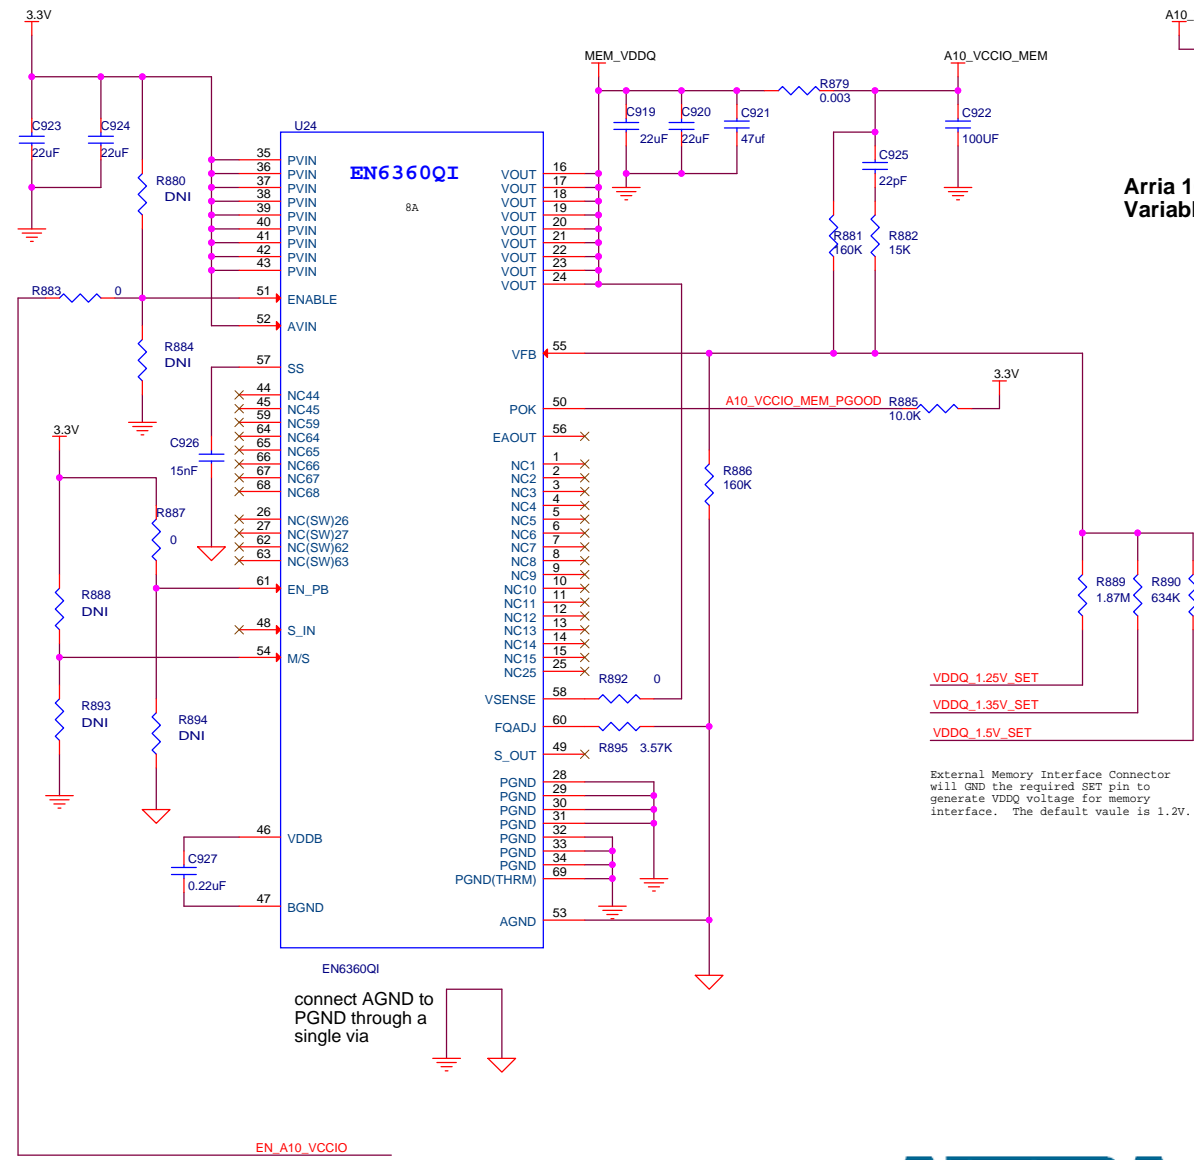 3.3V
A10_
MEM_VDDQ
A10_VCCIO_MEM
R879
0.003
C923
22uF
C924
22uF
C919
22uF
C920
22uF
C921
47uf
C922
100UF
C925
22pF
R880
DNI
U24
EN6360QI
8A
Arria 1
R881
160K
R882
15K
35 PVIN
36 PVIN
37 PVIN
38 PVIN
39 PVIN
40 PVIN
41 PVIN
42 PVIN
43 PVIN
VOUT 16
VOUT 17
VOUT 18
VOUT 19
VOUT 20
VOUT 21
VOUT 22
VOUT 23
VOUT 24
R883 0
51 ENABLE
52 AVIN
R884
DNI
57 SS
VFB 55
3.3V
44 NC44
45 NC45
59 NC59
64 NC64
65 NC65
66 NC66
67 NC67
68 NC68
POK 50
A10_VCCIO_MEM_PGOOD
R885
10.0K
EAOUT 56
3.3V
C926
15nF
R886
160K
R887
0
26 NC(SW)26
27 NC(SW)27
62 NC(SW)62
63 NC(SW)63
61 EN_PB
48 S_IN
54 M/S
NC1 1
NC2 2
NC3 3
NC4 4
NC5 5
NC6 6
NC7 7
NC8 8
NC9 9
NC10 10
NC11 11
NC12 12
NC13 13
NC14 14
NC15 15
NC25 25
R888
DNI
R889
1.87M
R890
634K
VSENSE 58
R892 0
FQADJ 60
R895 3.57K
S_OUT 49
R893
DNI
R894
DNI
VDDQ_1.25V_SET
VDDQ_1.35V_SET
VDDQ_1.5V_SET
PGND 28
PGND 29
PGND 30
PGND 31
PGND 32
PGND 33
PGND 34
PGND(THRM) 69
External Memory Interface Connector
will GND the required SET pin to
generate VDDQ voltage for memory
interface. The default vaule is 1.2V.
46 VDDB
C927
0.22uF
47 BGND
AGND 53
EN6360QI
connect AGND to
PGND through a
single via
EN_A10_VCCIO